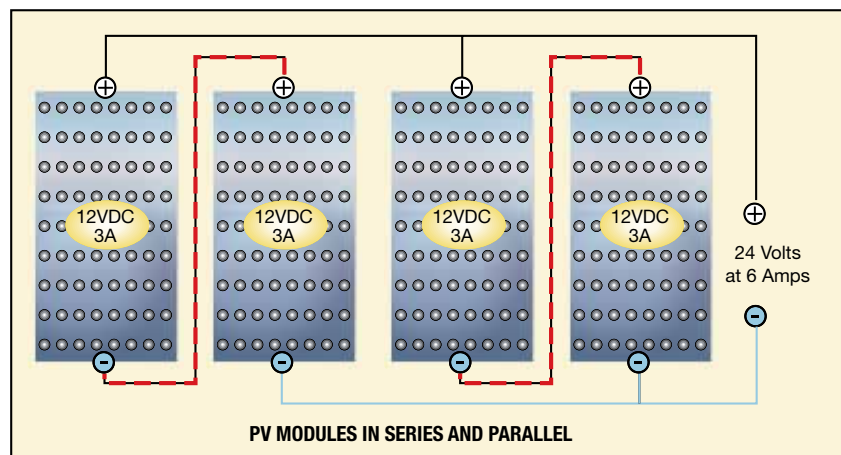 +
+
+
+
12VDC
3A
12VDC
3A
12VDC
3A
12VDC
3A
+
24 Volts
at 6 Amps
-
-
-
-
-
PV MODULES IN SERIES AND PARALLEL